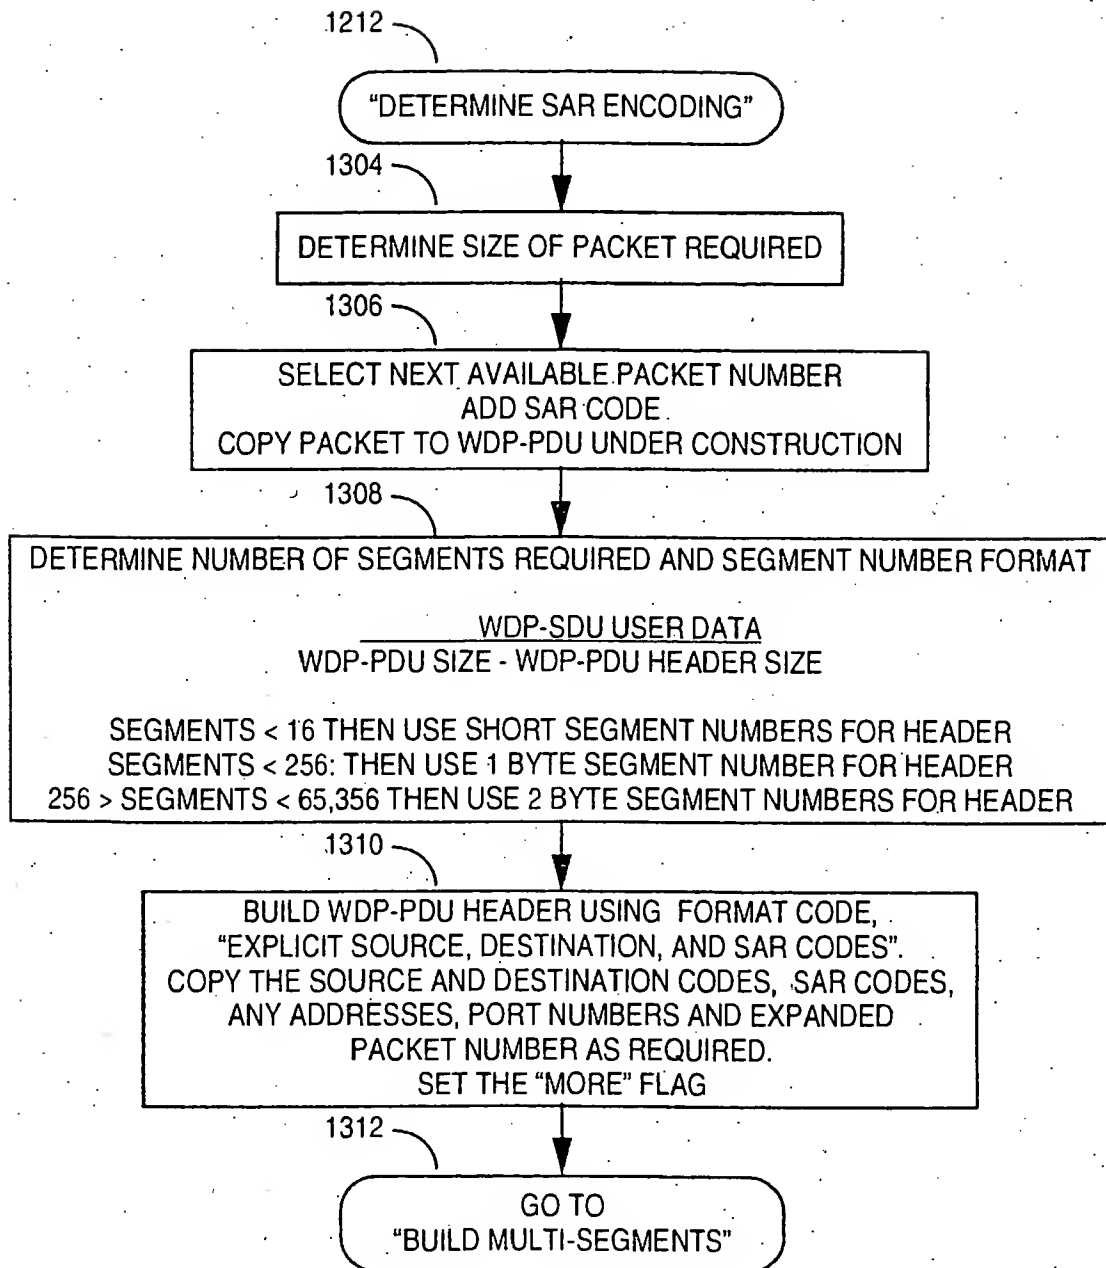 1212
“DETERMINE SAR ENCODING”
1304
DETERMINE SIZE OF PACKET REQUIRED
1306
SELECT NEXT AVAILABLE PACKET NUMBER
ADD SAR CODE
COPY PACKET TO WDP-PDU UNDER CONSTRUCTION
1308
DETERMINE NUMBER OF SEGMENTS REQUIRED AND SEGMENT NUMBER FORMAT
WDP-SDU USER DATA
WDP-PDU SIZE - WDP-PDU HEADER SIZE
SEGMENTS < 16 THEN USE SHORT SEGMENT NUMBERS FOR HEADER
SEGMENTS < 256: THEN USE 1 BYTE SEGMENT NUMBER FOR HEADER
256 > SEGMENTS < 65,356 THEN USE 2 BYTE SEGMENT NUMBERS FOR HEADER
1310
BUILD WDP-PDU HEADER USING FORMAT CODE,
“EXPLICIT SOURCE, DESTINATION, AND SAR CODES”.
COPY THE SOURCE AND DESTINATION CODES, SAR CODES,
ANY ADDRESSES, PORT NUMBERS AND EXPANDED
PACKET NUMBER AS REQUIRED.
SET THE “MORE” FLAG
1312
GO TO
“BUILD MULTI-SEGMENTS”